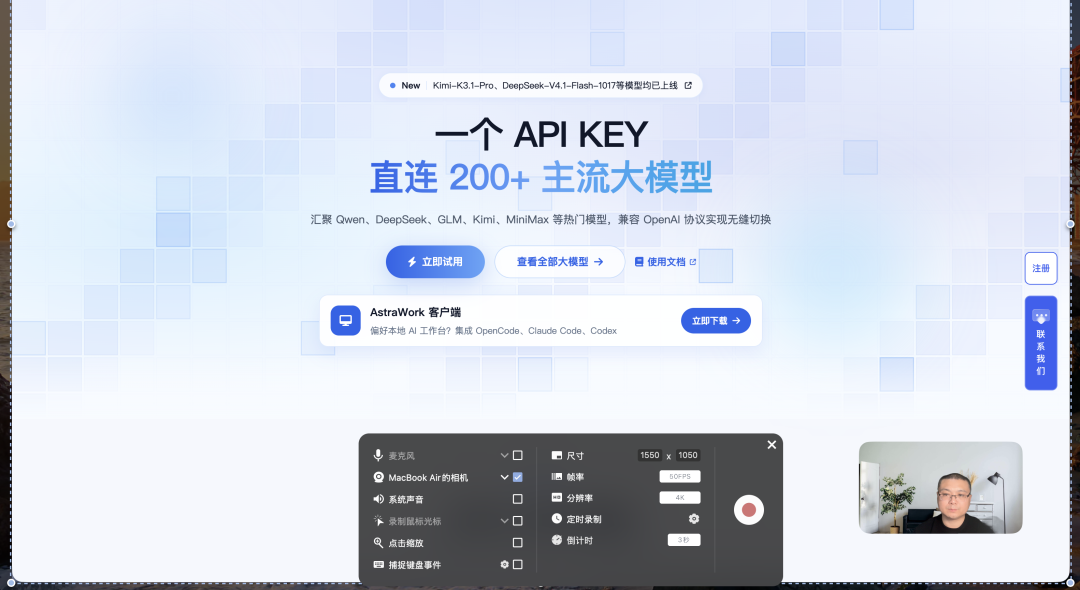 New Kimi-K3.1-Pro、DeepSeek-V4.1-Flash-1017等模型均已上线
一个 API KEY
直连 200+ 主流大模型
汇聚 Qwen、DeepSeek、GLM、Kimi、MiniMax 等热门模型，兼容 OpenAI 协议实现无缝切换
立即试用
查看全部大模型
使用文档
注册
联系我们
AstraWork 客户端
偏好本地 AI 工作台？集成 OpenCode、Claude Code、Codex
立即下载
麦克风
MacBook Air的相机
系统声音
录制鼠标光标
点击缩放
捕捉键盘事件
尺寸 1550 x 1050
帧率 50FPS
分辨率 4K
定时录制
倒计时 3秒